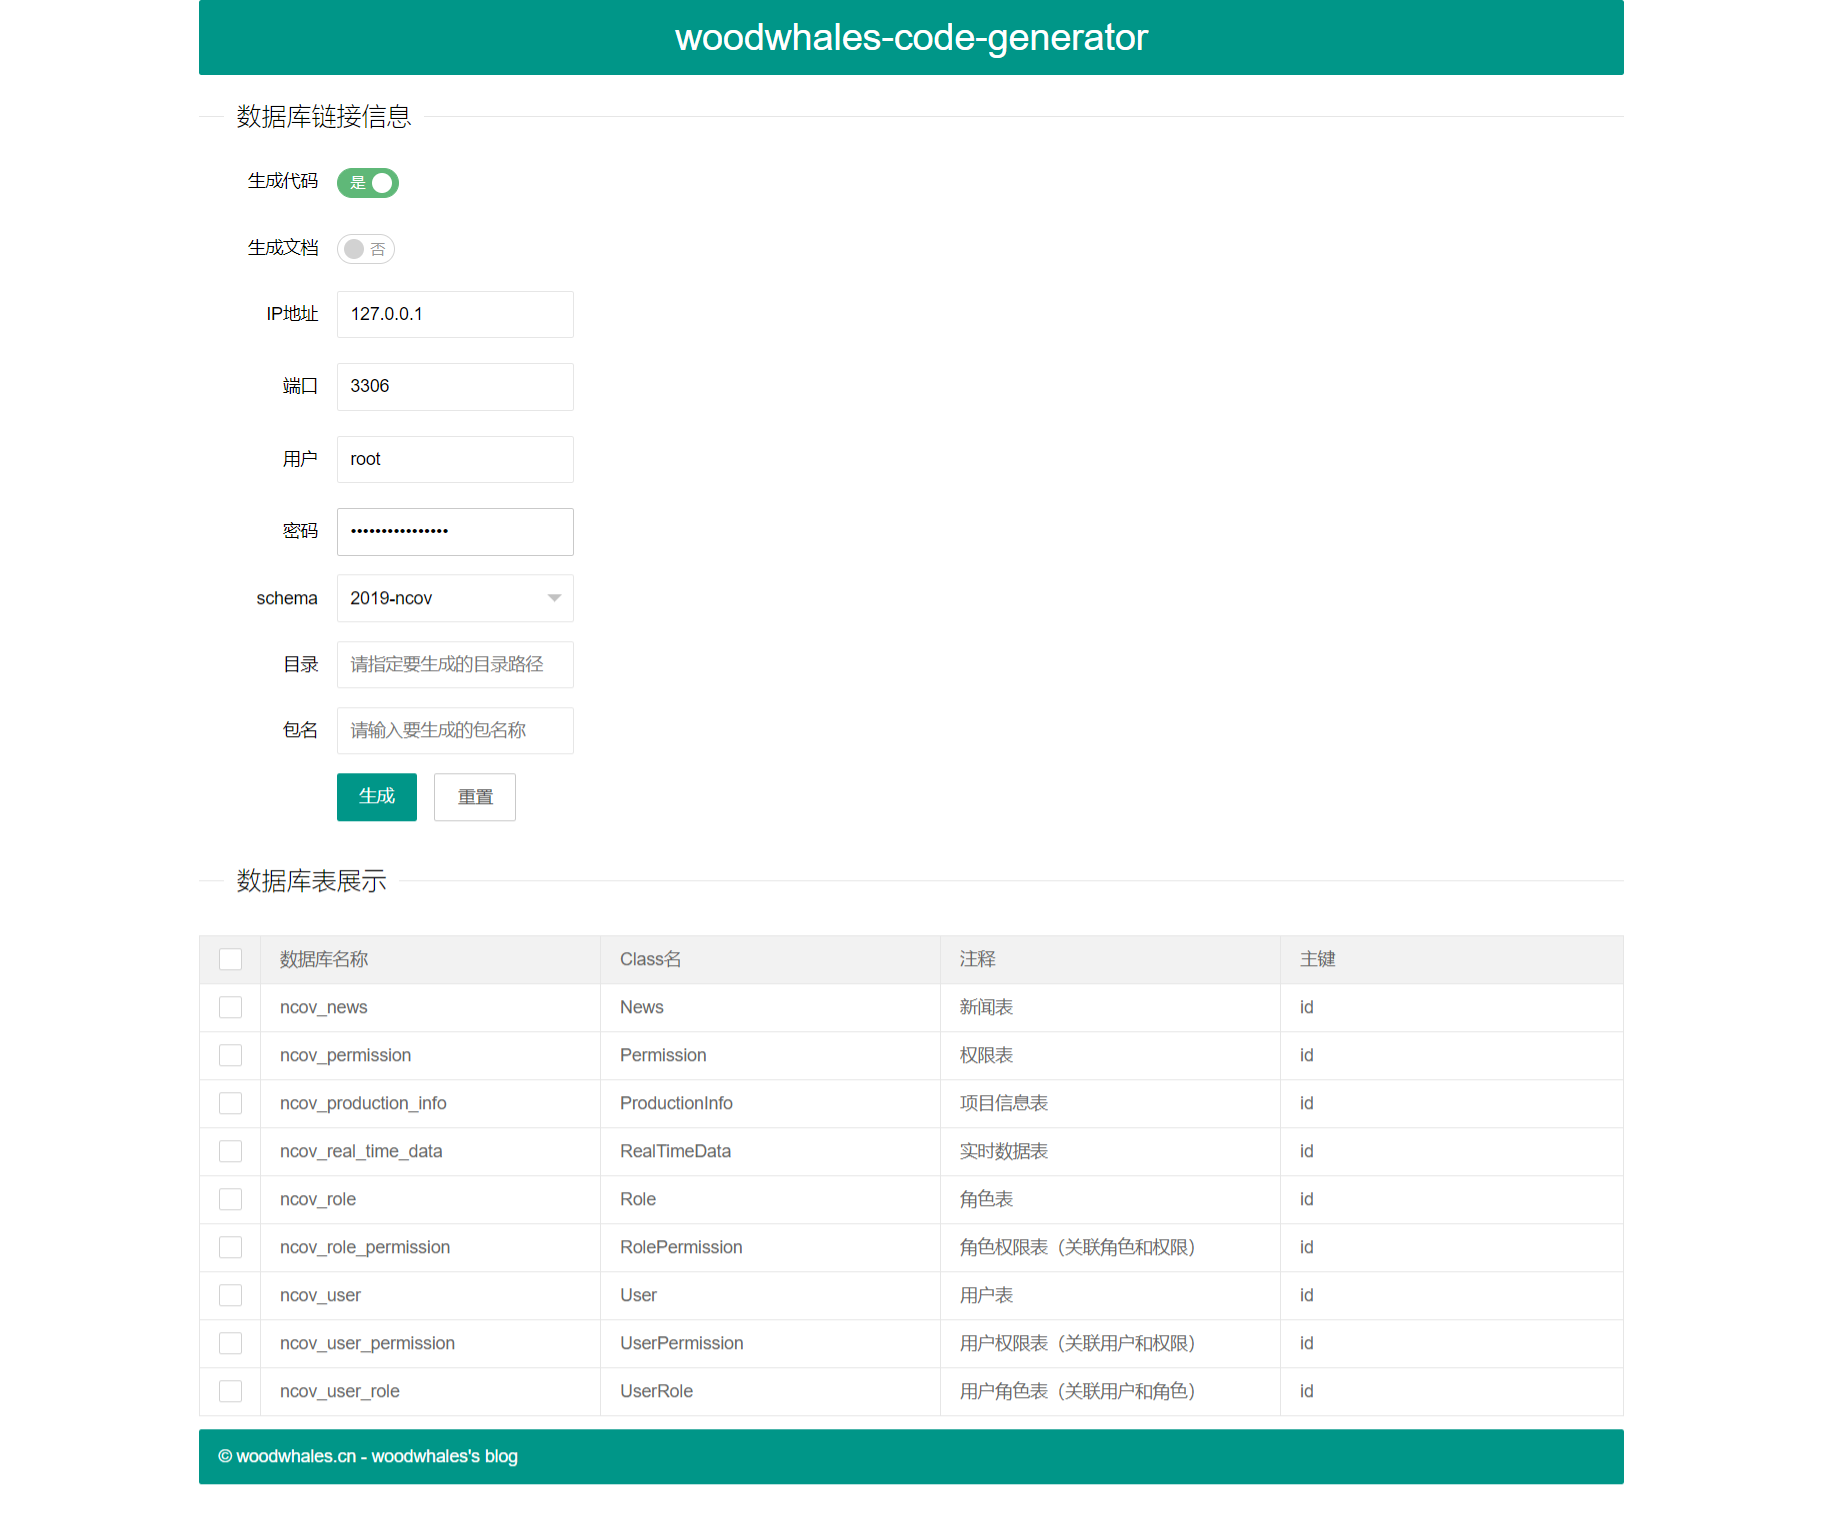 woodwhales-code-generator
数据库链接信息
生成代码 是
生成文档 否
IP地址 127.0.0.1
端口 3306
用户 root
密码 ••••••••••••••••
schema 2019-ncov
目录 请指定要生成的目录路径
包名 请输入要生成的包名称
生成 重置
数据库表展示
数据库名称 Class名 注释 主键
ncov_news News 新闻表 id
ncov_permission Permission 权限表 id
ncov_production_info ProductionInfo 项目信息表 id
ncov_real_time_data RealTimeData 实时数据表 id
ncov_role Role 角色表 id
ncov_role_permission RolePermission 角色权限表（关联角色和权限） id
ncov_user User 用户表 id
ncov_user_permission UserPermission 用户权限表（关联用户和权限） id
ncov_user_role UserRole 用户角色表（关联用户和角色） id
© woodwhales.cn - woodwhales's blog